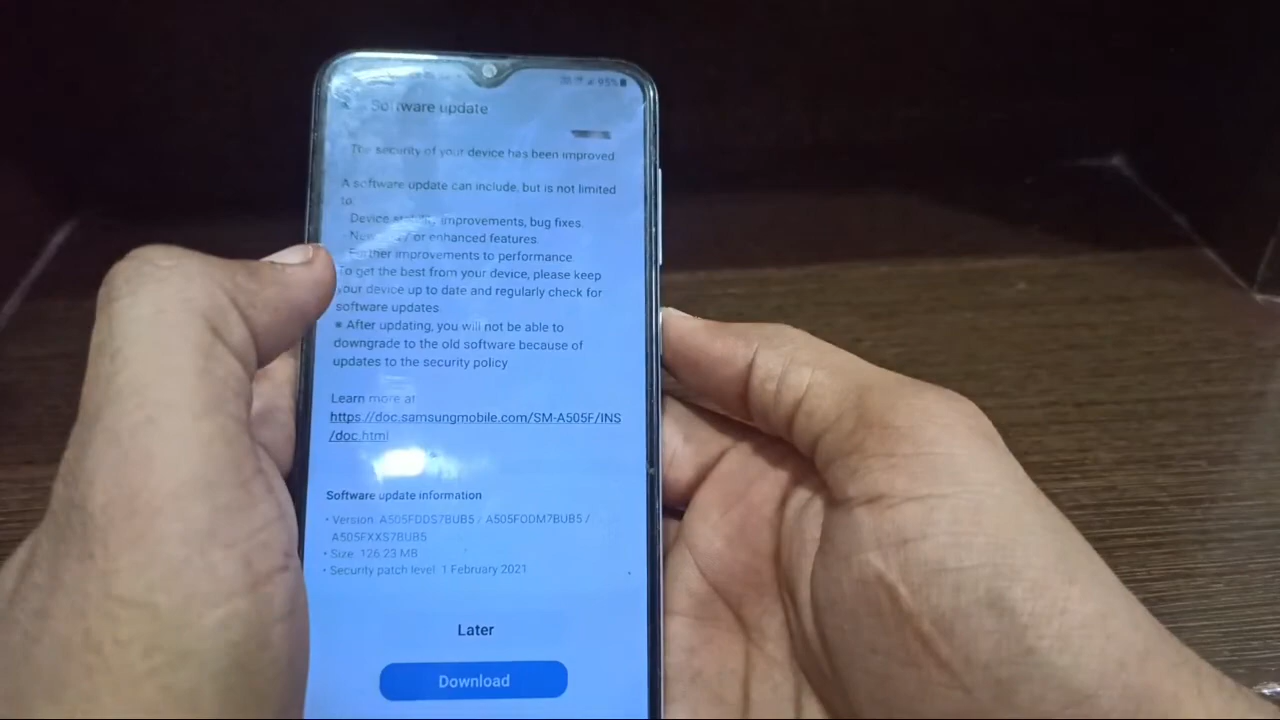 95%
Software update
The security of your device has been improved.
A software update can include, but is not limited
to:
Device improvements, bug fixes.
or enhanced features.
Further improvements to performance.
To get the best from your device, please keep
your device up to date and regularly check for
software updates.
※ After updating, you will not be able to
downgrade to the old software because of
updates to the security policy
Learn more at
https://doc.samsungmobile.com/SM-A505F/INS
/doc.html
Software update information
• Version: A505FDDS7BUB5 / A505FODM7BUB5 /
A505FXXS7BUB5
• Size: 126.23 MB
• Security patch level: 1 February 2021
Later
Download